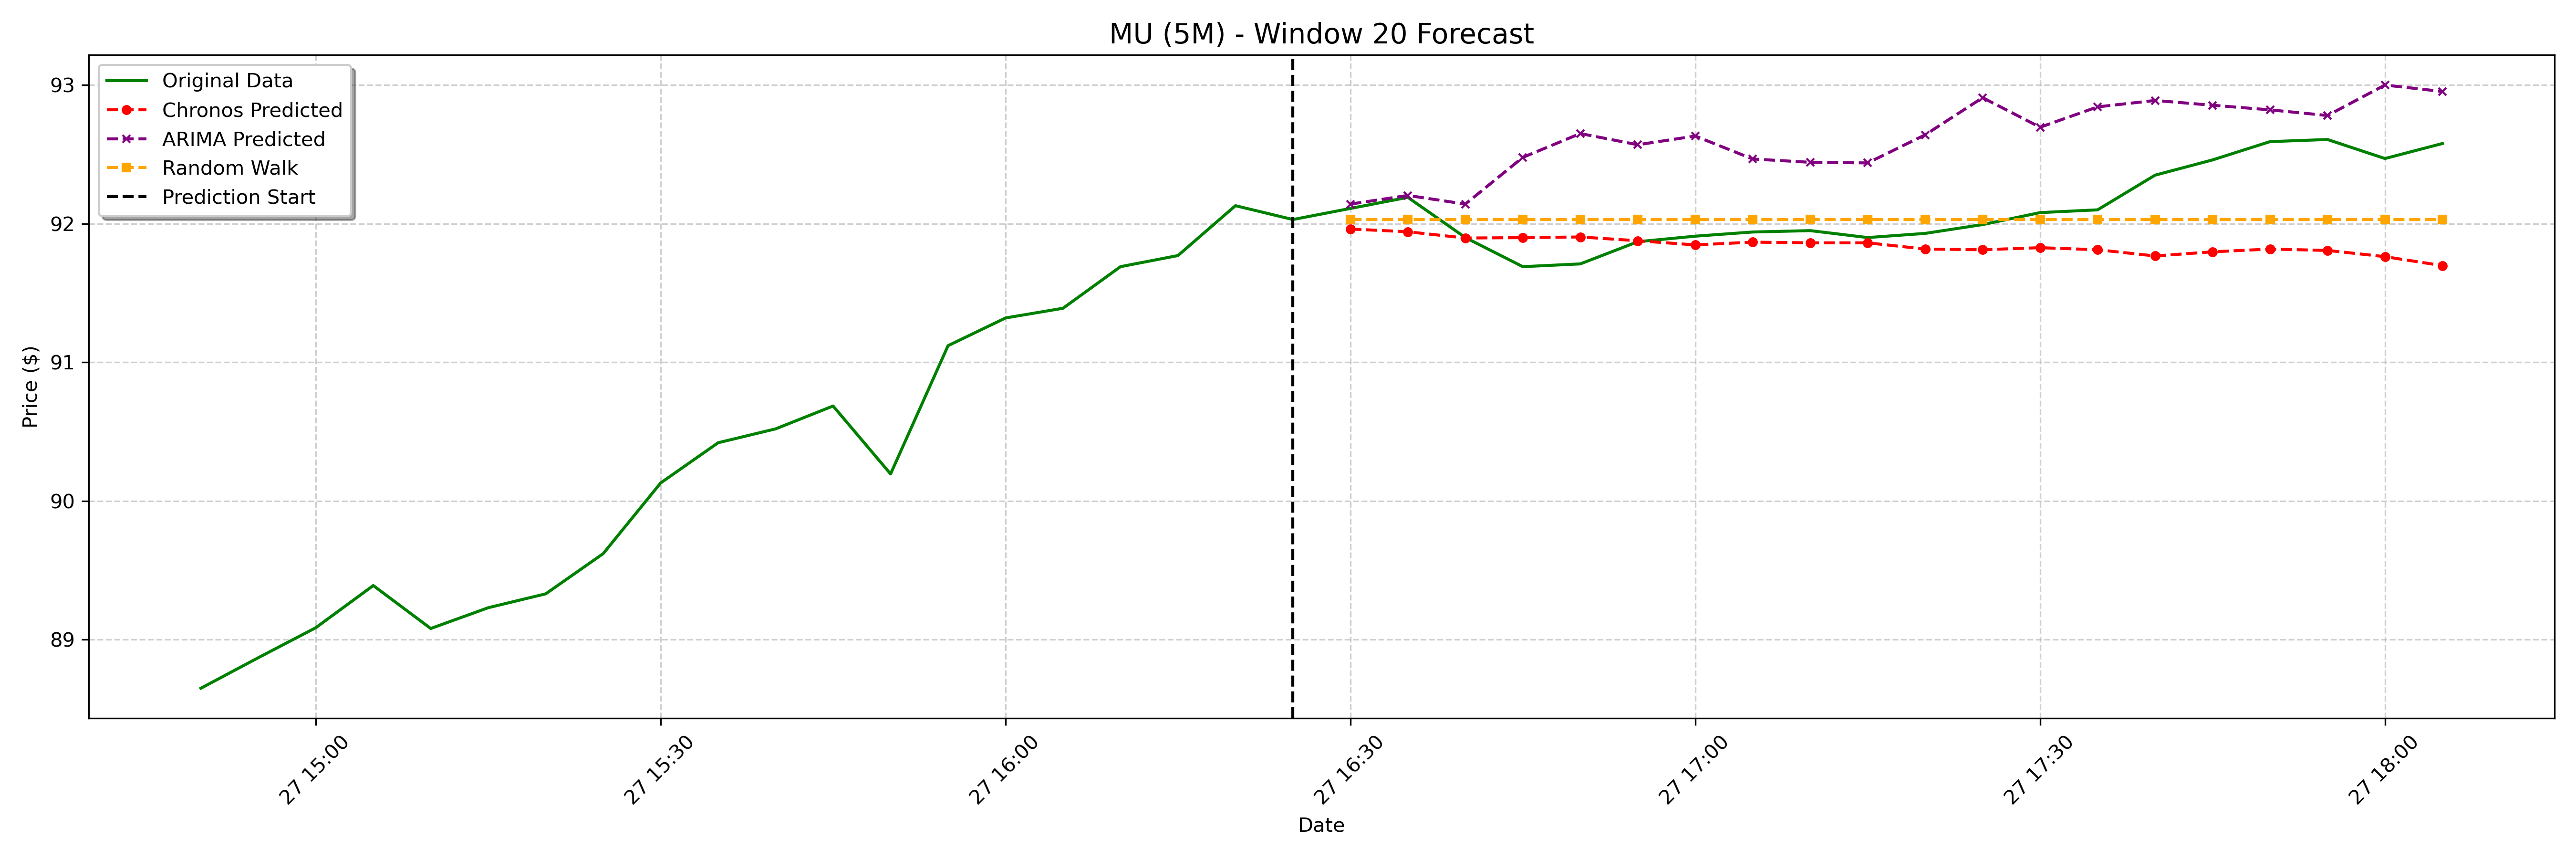 MU (5M) - Window 20 Forecast
Original Data
Chronos Predicted
ARIMA Predicted
Random Walk
Prediction Start
Price ($)
93
92
91
90
89
27 15:00
27 15:30
27 16:00
27 16:30
27 17:00
27 17:30
27 18:00
Date